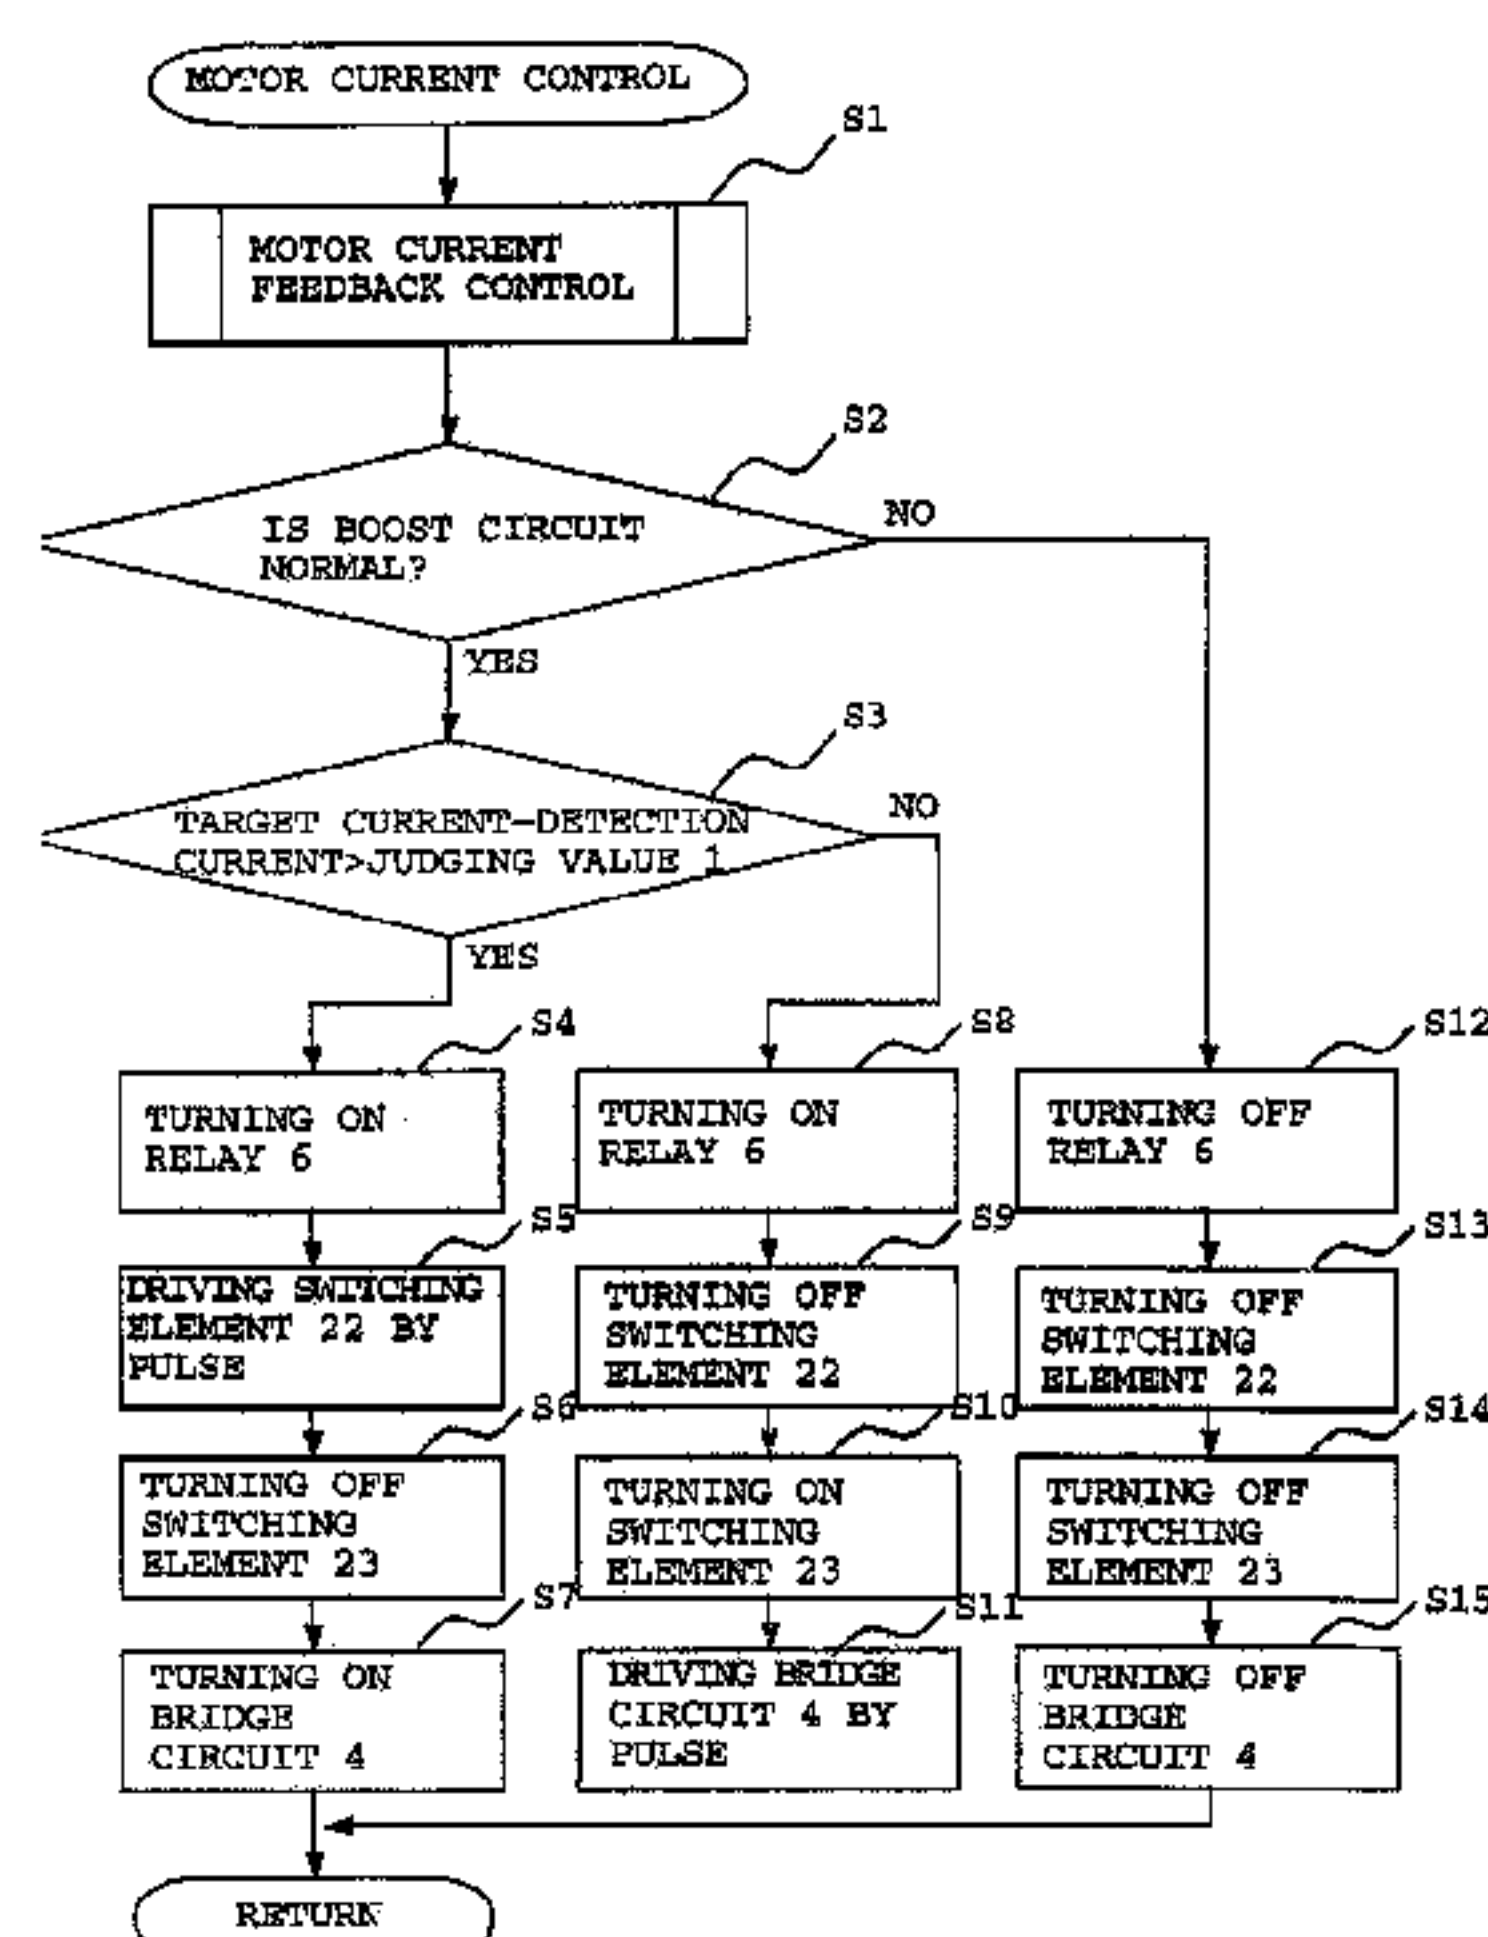 MOTOR CURRENT CONTROL
S1
MOTOR CURRENT
FEEDBACK CONTROL
S2
IS BOOST CIRCUIT
NORMAL?
NO
YES
S3
TARGET CURRENT-DETECTION
CURRENT>JUDGING VALUE 1
NO
YES
S4
TURNING ON
RELAY 6
S5
DRIVING SWITCHING
ELEMENT 22 BY
PULSE
S6
TURNING OFF
SWITCHING
ELEMENT 23
S7
TURNING ON
BRIDGE
CIRCUIT 4
S8
TURNING ON
RELAY 6
S9
TURNING OFF
SWITCHING
ELEMENT 22
S10
TURNING ON
SWITCHING
ELEMENT 23
S11
DRIVING BRIDGE
CIRCUIT 4 BY
PULSE
S12
TURNING OFF
RELAY 6
S13
TURNING OFF
SWITCHING
ELEMENT 22
S14
TURNING OFF
SWITCHING
ELEMENT 23
S15
TURNING OFF
BRIDGE
CIRCUIT 4
RETURN